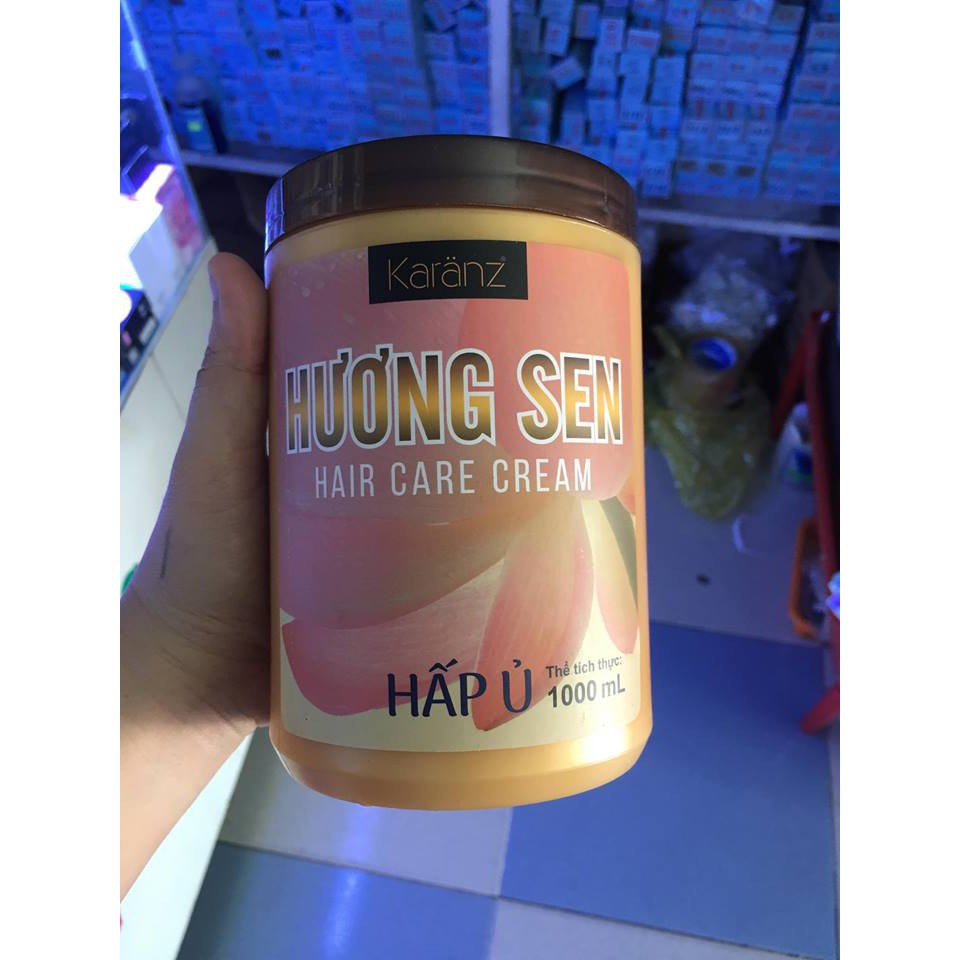 Karänz®
HƯƠNG SEN
HAIR CARE CREAM
HẤP Ủ
Thể tích thực:
1000 mL